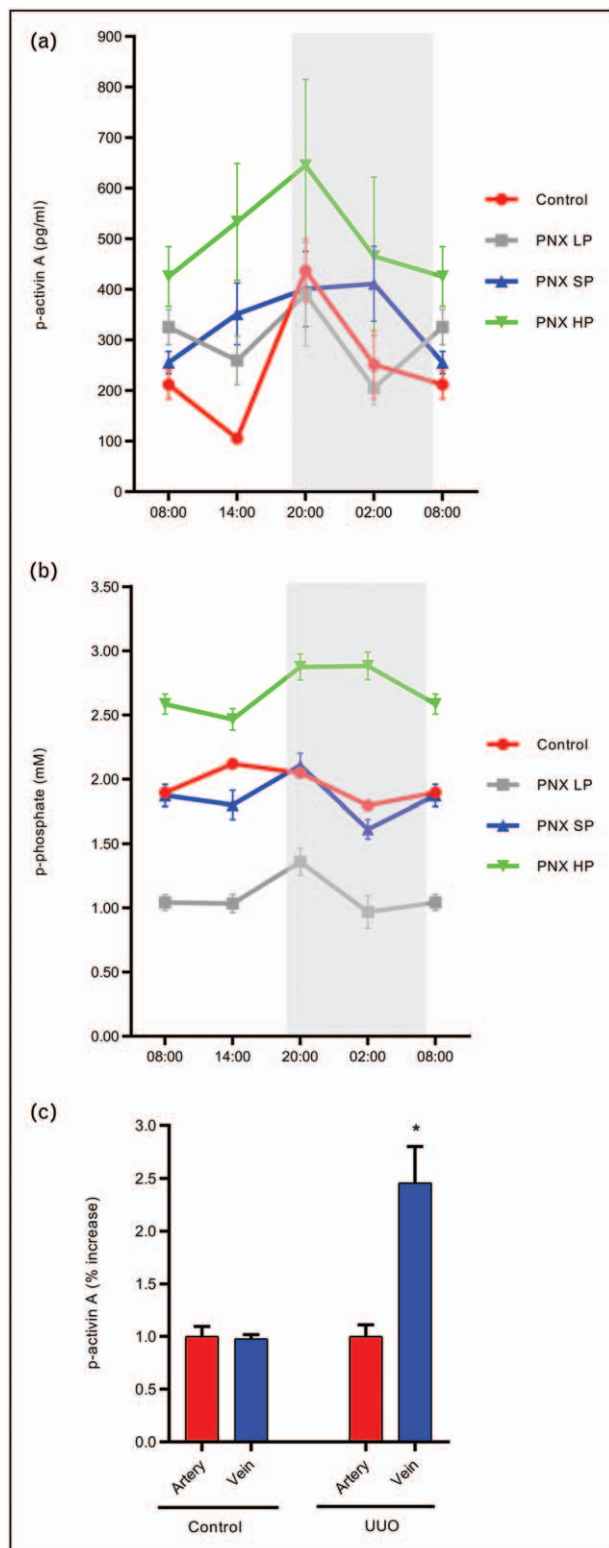 (a)
900
800
700
600
500
400
300
200
100
0
p-activin A (pg/ml)
08:00 14:00 20:00 02:00 08:00
Control
PNX LP
PNX SP
PNX HP
(b)
3.50
3.00
2.50
2.00
1.50
1.00
0.50
0.00
p-phosphate (mM)
08:00 14:00 20:00 02:00 08:00
Control
PNX LP
PNX SP
PNX HP
(c)
3.0
2.5
2.0
1.5
1.0
0.5
0.0
p-activin A (% increase)
*
Artery Vein Artery Vein
Control UUO